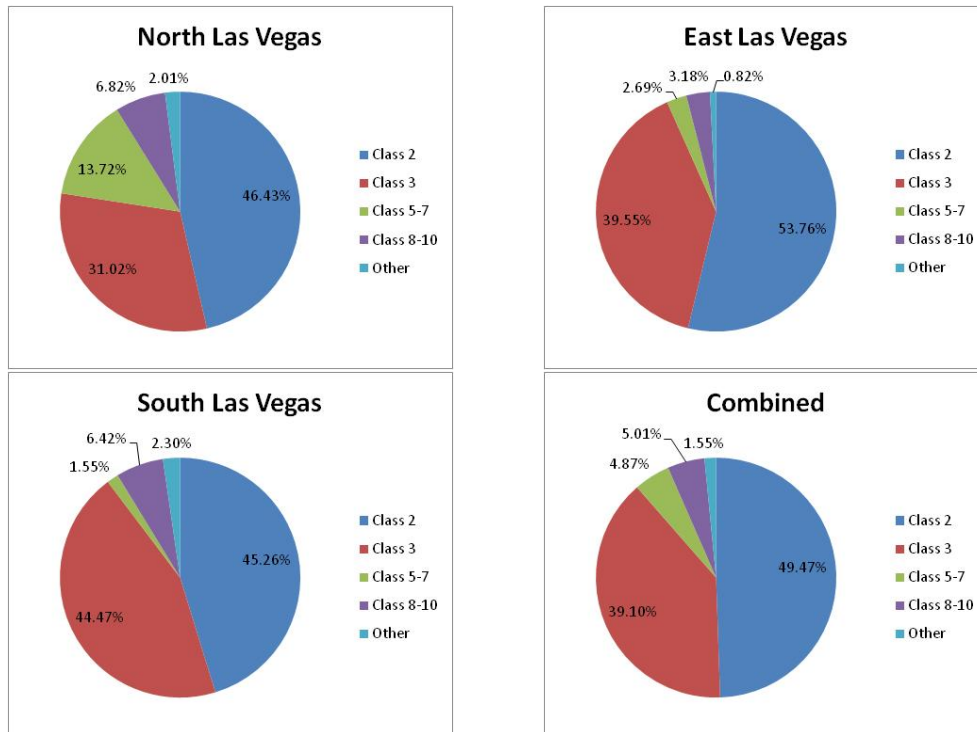 North Las Vegas
6.82%
2.01%
13.72%
46.43%
31.02%
Class 2
Class 3
Class 5-7
Class 8-10
Other
East Las Vegas
2.69%
3.18%
0.82%
39.55%
53.76%
Class 2
Class 3
Class 5-7
Class 8-10
Other
South Las Vegas
6.42%
2.30%
1.55%
45.26%
44.47%
Class 2
Class 3
Class 5-7
Class 8-10
Other
Combined
5.01%
1.55%
4.87%
49.47%
39.10%
Class 2
Class 3
Class 5-7
Class 8-10
Other